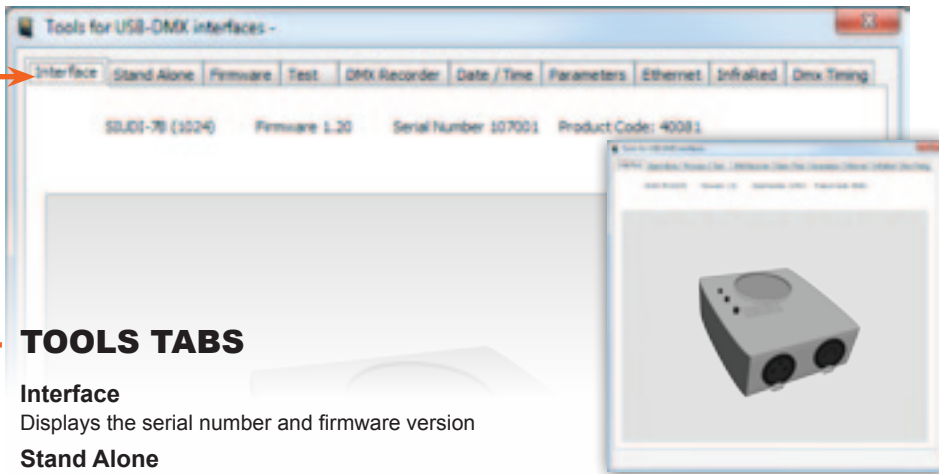 Tools for USB-DMX interfaces -
Interface Stand Alone Firmware Test DMX Recorder Date / Time Parameters Ethernet InfraRed Dmx Timing
SIUDI-7B (1024) Firmware 1.20 Serial Number 107001 Product Code: 40081
TOOLS TABS
Interface
Displays the serial number and firmware version
Stand Alone